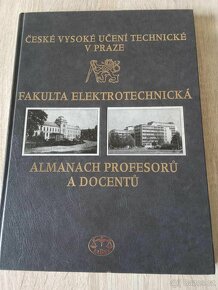 ČESKÉ VYSOKÉ UČENÍ TECHNICKÉ
V PRAZE
FAKULTA ELEKTROTECHNICKÁ
ALMANACH PROFESORŮ
A DOCENTŮ